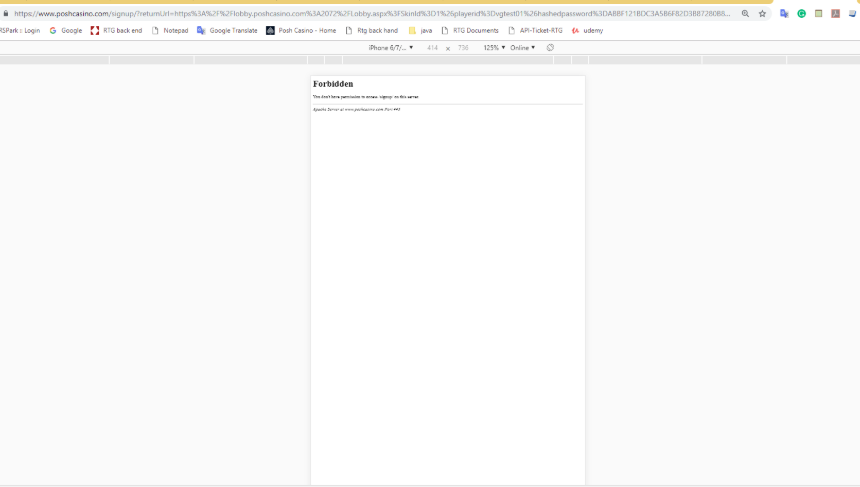 https://www.poshcasino.com/signup/?returnUrl=https%3A%2F%2Flobby.poshcasino.com%3A2072%2FLobby.aspx%3FSkinId%3D1%26playerid%3Dvgtest01%26hashedpassword%3DABBF121BDC3A5B6F82D3B87280B8...
RSPark :: Login Google RTG back end Notepad Google Translate Posh Casino - Home Rtg back hand java RTG Documents API-Ticket-RTG udemy
iPhone 6/7/... ▼ 414 x 736 125% ▼ Online ▼
Forbidden
You don't have permission to access /signup/ on this server.
Apache Server at www.poshcasino.com Port 443